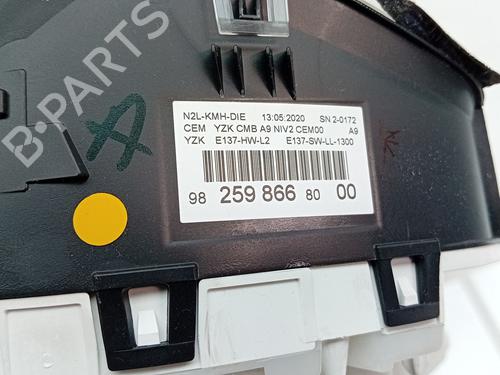 B-PARTS
N2L-KMH-DIE 13:05:2020 SN 2-0172
CEM YZK CMB A9 NIV2 CEM00 A9
YZK E137-HW-L2 E137-SW-LL-1300
98 259 866 80 00